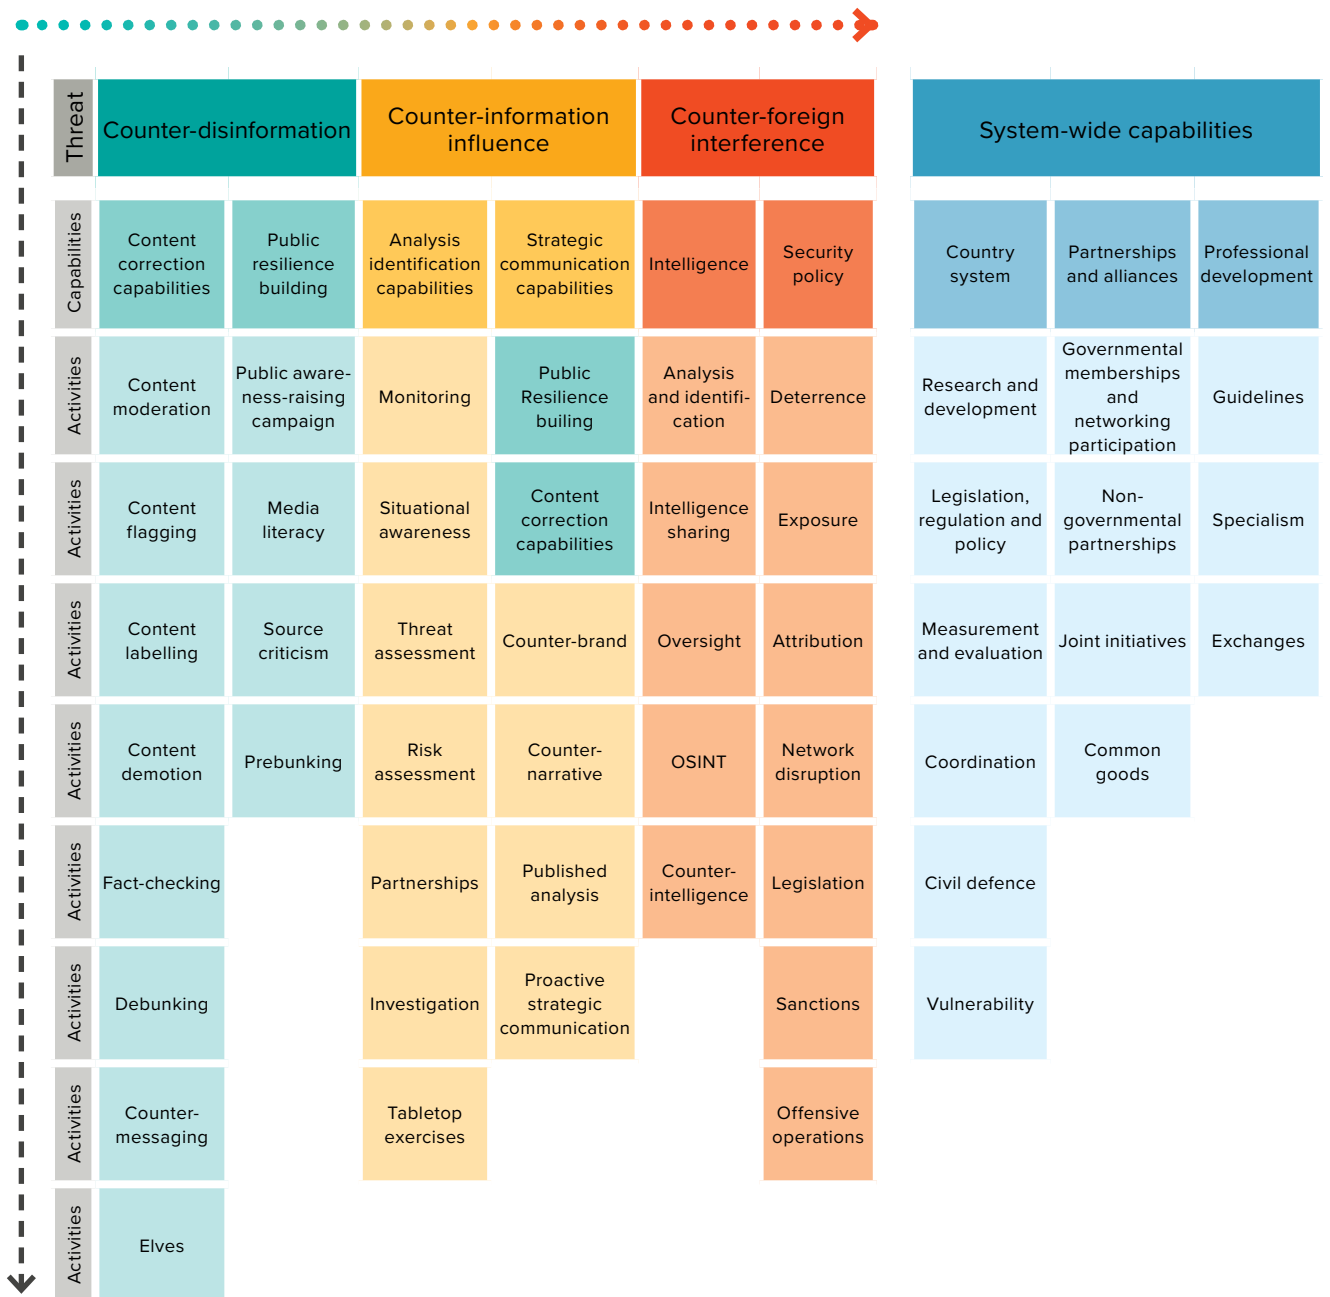 Threat
Counter-disinformation
Counter-information
influence
Counter-foreign
interference
System-wide capabilities
Capabilities
Content
correction
capabilities
Public
resilience
building
Analysis
identification
capabilities
Strategic
communication
capabilities
Intelligence
Security
policy
Country
system
Partnerships
and alliances
Professional
development
Activities
Content
moderation
Public aware-
ness-raising
campaign
Monitoring
Public
Resilience
builing
Analysis
and identifi-
cation
Deterrence
Research and
development
Governmental
memberships
and
networking
participation
Guidelines
Activities
Content
flagging
Media
literacy
Situational
awareness
Content
correction
capabilities
Intelligence
sharing
Exposure
Legislation,
regulation and
policy
Non-
governmental
partnerships
Specialism
Activities
Content
labelling
Source
criticism
Threat
assessment
Counter-brand
Oversight
Attribution
Measurement
and evaluation
Joint initiatives
Exchanges
Activities
Content
demotion
Prebunking
Risk
assessment
Counter-
narrative
OSINT
Network
disruption
Coordination
Common
goods
Activities
Fact-checking
Partnerships
Published
analysis
Counter-
intelligence
Legislation
Civil defence
Activities
Debunking
Investigation
Proactive
strategic
communication
Sanctions
Vulnerability
Activities
Counter-
messaging
Tabletop
exercises
Offensive
operations
Activities
Elves